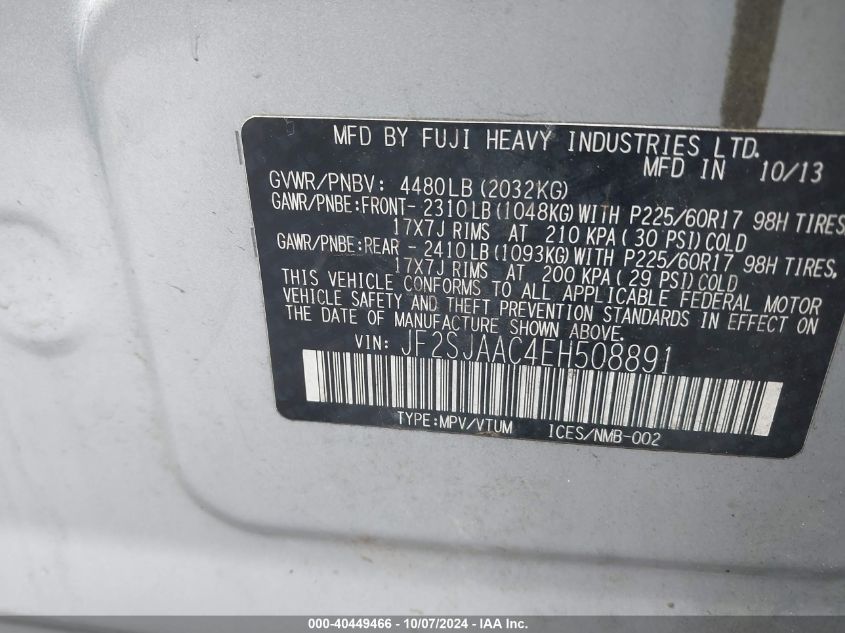 MFD BY FUJI HEAVY INDUSTRIES LTD.
MFD IN 10/13
GVWR/PNBV: 4480LB (2032KG)
GAWR/PNBE:FRONT- 2310LB (1048KG) WITH P225/60R17 98H TIRES
17X7J RIMS AT 210 KPA ( 30 PSI) COLD
GAWR/PNBE:REAR - 2410LB (1093KG) WITH P225/60R17 98H TIRES,
17X7J RIMS AT 200 KPA ( 29 PSI) COLD
THIS VEHICLE CONFORMS TO ALL APPLICABLE FEDERAL MOTOR
VEHICLE SAFETY AND THEFT PREVENTION STANDARDS IN EFFECT ON
THE DATE OF MANUFACTURE SHOWN ABOVE.
VIN: JF2SJAAC4EH508891
TYPE:MPV/VTUM ICES/NMB-002
000-40449466 - 10/07/2024 - IAA Inc.